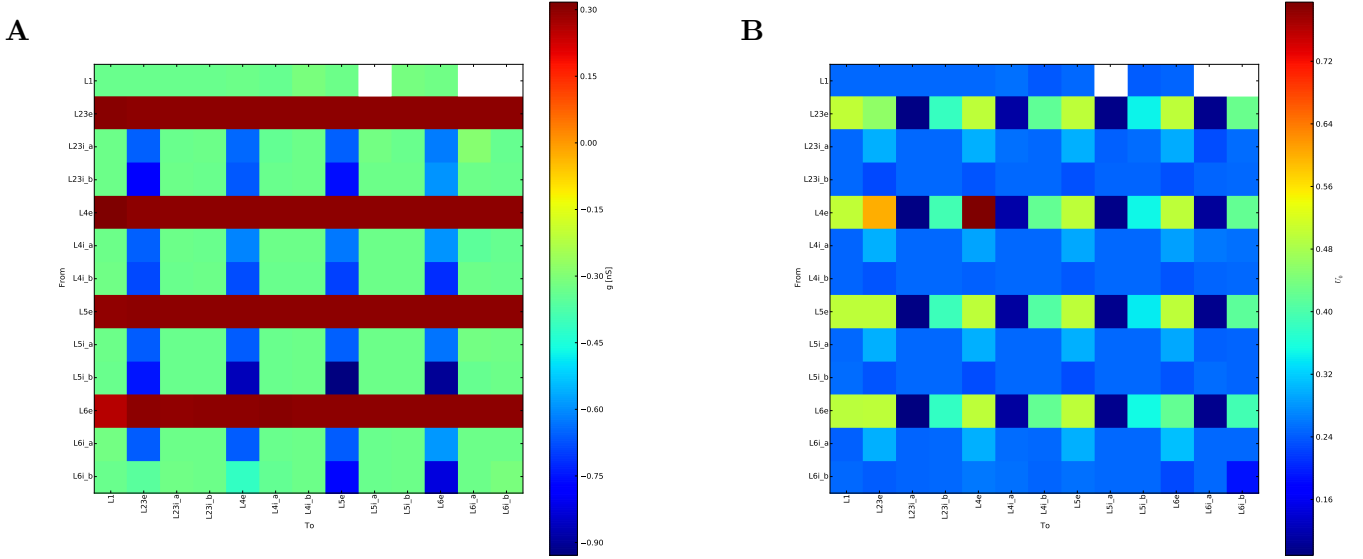 A
From
L1
L23e
L23i_a
L23i_b
L4e
L4i_a
L4i_b
L5e
L5i_a
L5i_b
L6e
L6i_a
L6i_b
L1
L23e
L23i_a
L23i_b
L4e
L4i_a
L4i_b
L5e
L5i_a
L5i_b
L6e
L6i_a
L6i_b
To
0.30
0.15
0.00
−0.15
−0.30
−0.45
−0.60
−0.75
−0.90
g [nS]
B
From
L1
L23e
L23i_a
L23i_b
L4e
L4i_a
L4i_b
L5e
L5i_a
L5i_b
L6e
L6i_a
L6i_b
L1
L23e
L23i_a
L23i_b
L4e
L4i_a
L4i_b
L5e
L5i_a
L5i_b
L6e
L6i_a
L6i_b
To
0.72
0.64
0.56
0.48
0.40
0.32
0.24
0.16